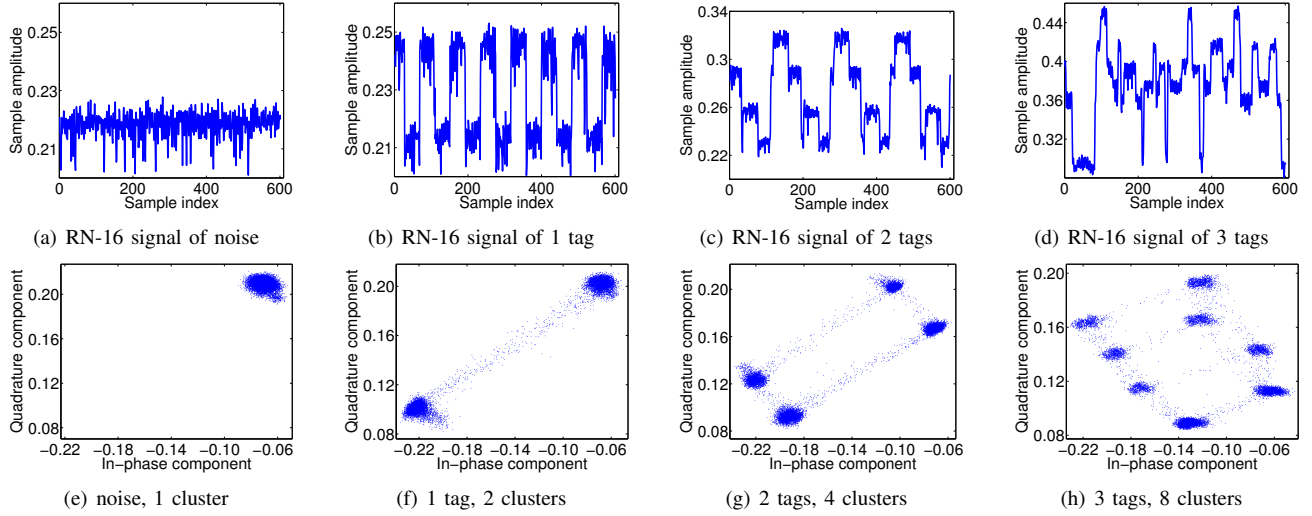 Sample amplitude
0.25
0.23
0.21
0 200 400 600
Sample index
(a) RN-16 signal of noise
Sample amplitude
0.25
0.23
0.21
0 200 400 600
Sample index
(b) RN-16 signal of 1 tag
Sample amplitude
0.34
0.3
0.26
0.22
0 200 400 600
Sample index
(c) RN-16 signal of 2 tags
Sample amplitude
0.44
0.4
0.36
0.32
0 200 400 600
Sample index
(d) RN-16 signal of 3 tags
Quadrature component
0.20
0.16
0.12
0.08
−0.22 −0.18 −0.14 −0.10 −0.06
In-phase component
(e) noise, 1 cluster
Quadrature component
0.20
0.16
0.12
0.08
−0.22 −0.18 −0.14 −0.10 −0.06
In-phase component
(f) 1 tag, 2 clusters
Quadrature component
0.20
0.16
0.12
0.08
−0.22 −0.18 −0.14 −0.10 −0.06
In-phase component
(g) 2 tags, 4 clusters
Quadrature component
0.20
0.16
0.12
0.08
−0.22 −0.18 −0.14 −0.10 −0.06
In-phase component
(h) 3 tags, 8 clusters